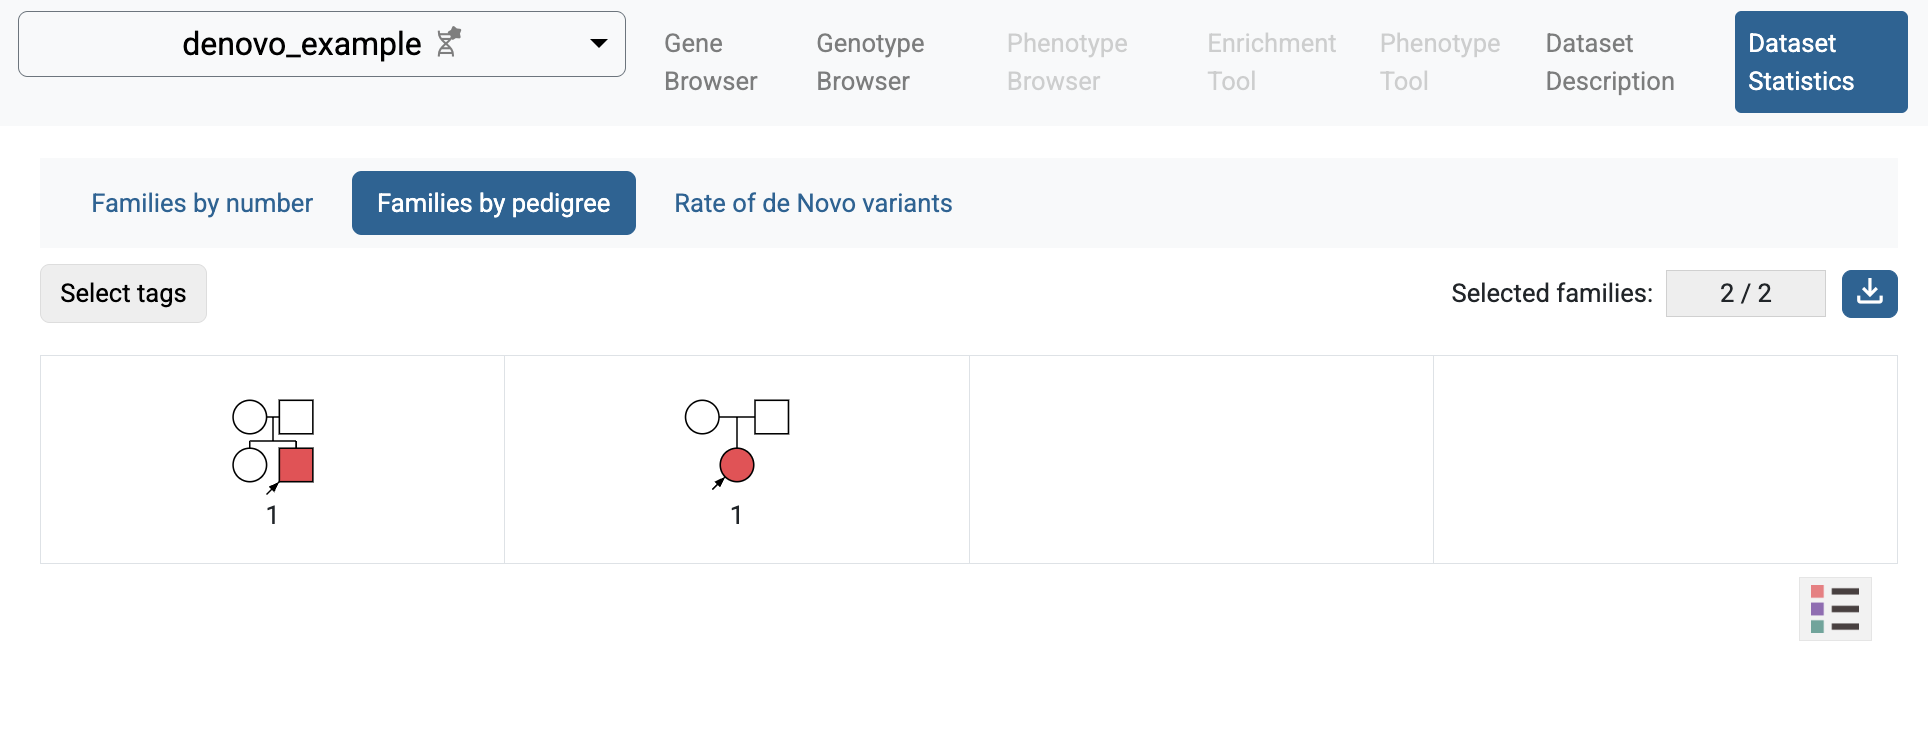 denovo_example
Gene
Browser
Genotype
Browser
Phenotype
Browser
Enrichment
Tool
Phenotype
Tool
Dataset
Description
Dataset
Statistics
Families by number
Families by pedigree
Rate of de Novo variants
Select tags
Selected families:
2 / 2
1
1